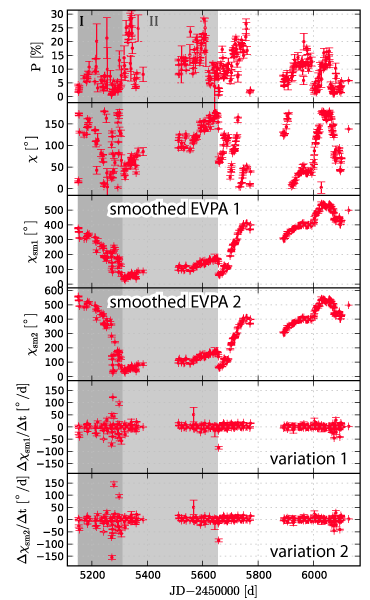 I II
P [%]
30
25
20
15
10
5
0
χ [°]
150
100
50
0
smoothed EVPA 1
χsm1 [°]
500
400
300
200
100
0
smoothed EVPA 2
χsm2 [°]
600
500
400
300
200
100
0
Δχsm1/Δt [°/d]
150
100
50
0
−50
−100
−150
variation 1
Δχsm2/Δt [°/d]
150
100
50
0
−50
−100
−150
variation 2
5200 5400 5600 5800 6000
JD−2450000 [d]